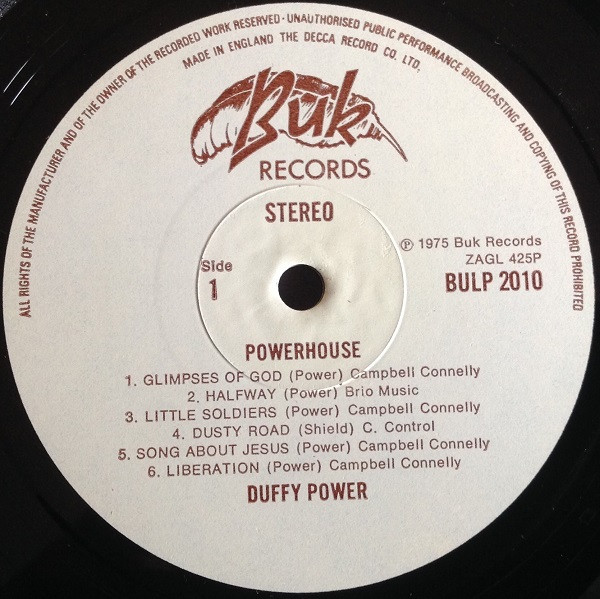 ALL RIGHTS OF THE MANUFACTURER AND OF THE OWNER OF THE RECORDED WORK RESERVED · UNAUTHORISED PUBLIC PERFORMANCE BROADCASTING AND COPYING OF THIS RECORD PROHIBITED
MADE IN ENGLAND THE DECCA RECORD CO. LTD.
Buk
RECORDS
STEREO
Side
1
℗ 1975 Buk Records
ZAGL 425P
BULP 2010
POWERHOUSE
1. GLIMPSES OF GOD (Power) Campbell Connelly
2. HALFWAY (Power) Brio Music
3. LITTLE SOLDIERS (Power) Campbell Connelly
4. DUSTY ROAD (Shield) C. Control
5. SONG ABOUT JESUS (Power) Campbell Connelly
6. LIBERATION (Power) Campbell Connelly
DUFFY POWER